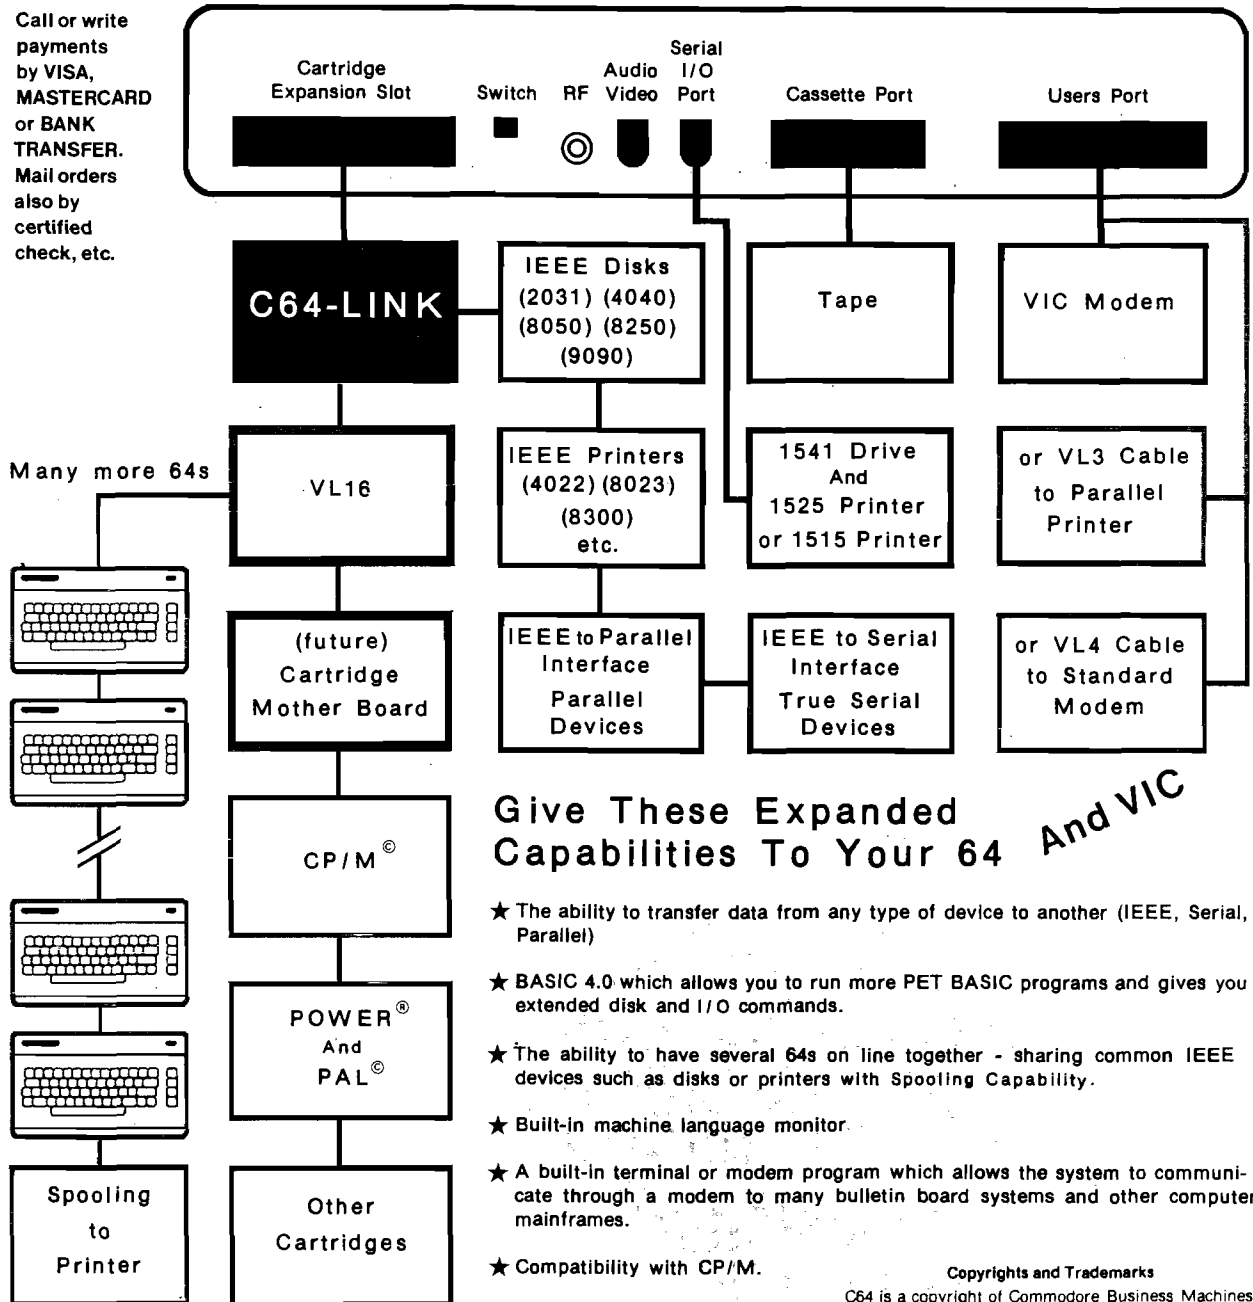 Call or write
payments
by VISA,
MASTERCARD
or BANK
TRANSFER.
Mail orders
also by
certified
check, etc.
Cartridge
Expansion Slot
Switch
RF
Audio
Video
Serial
I/O
Port
Cassette Port
Users Port
C64-LINK
IEEE Disks
(2031) (4040)
(8050) (8250)
(9090)
Tape
VIC Modem
Many more 64s
VL16
IEEE Printers
(4022) (8023)
(8300)
etc.
1541 Drive
And
1525 Printer
or 1515 Printer
or VL3 Cable
to Parallel
Printer
(future)
Cartridge
Mother Board
IEEE to Parallel
Interface
Parallel
Devices
IEEE to Serial
Interface
True Serial
Devices
or VL4 Cable
to Standard
Modem
CP/M©
POWER®
And
PAL©
Spooling
to
Printer
Other
Cartridges
Give These Expanded
Capabilities To Your 64
And VIC
★ The ability to transfer data from any type of device to another (IEEE, Serial,
Parallel)
★ BASIC 4.0 which allows you to run more PET BASIC programs and gives you
extended disk and I/O commands.
★ The ability to have several 64s on line together - sharing common IEEE
devices such as disks or printers with Spooling Capability.
★ Built-in machine language monitor
★ A built-in terminal or modem program which allows the system to communi-
cate through a modem to many bulletin board systems and other computer
mainframes.
★ Compatibility with CP/M.
Copyrights and Trademarks
C64 is a copyright of Commodore Business Machines